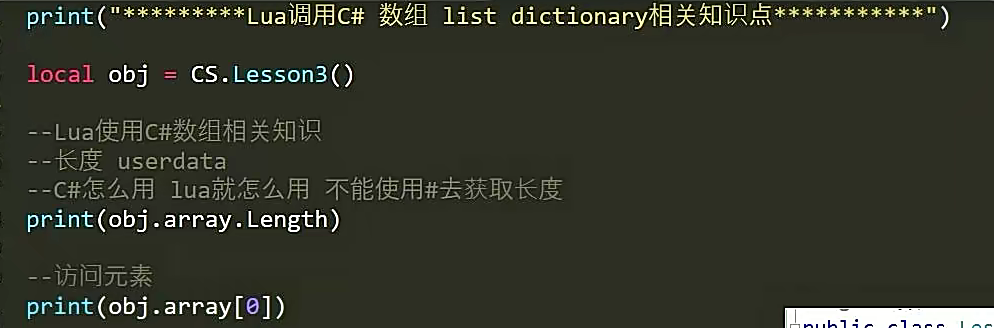 print("*********Lua调用C# 数组 list dictionary相关知识点***********")
local obj = CS.Lesson3()
--Lua使用C#数组相关知识
--长度 userdata
--C#怎么用 lua就怎么用 不能使用#去获取长度
print(obj.array.Length)
--访问元素
print(obj.array[0])
public class